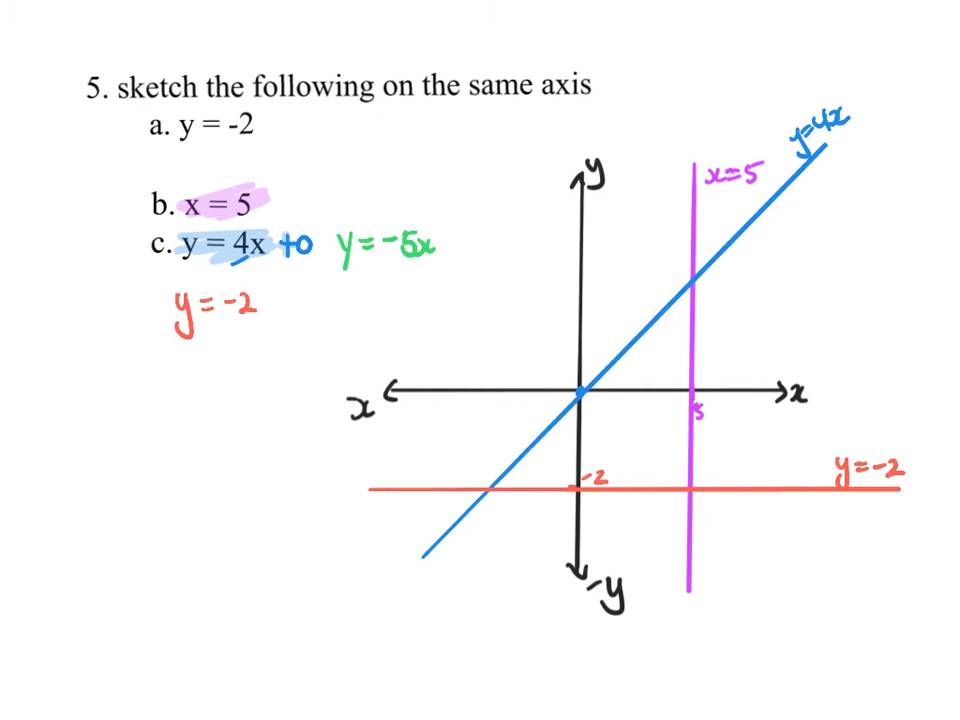 5. sketch the following on the same axis
a. y = -2
b. x = 5
c. y = 4x to y = -5x
y = -2
y=4x
y
x=5
x
x
5
-2
y=-2
-y